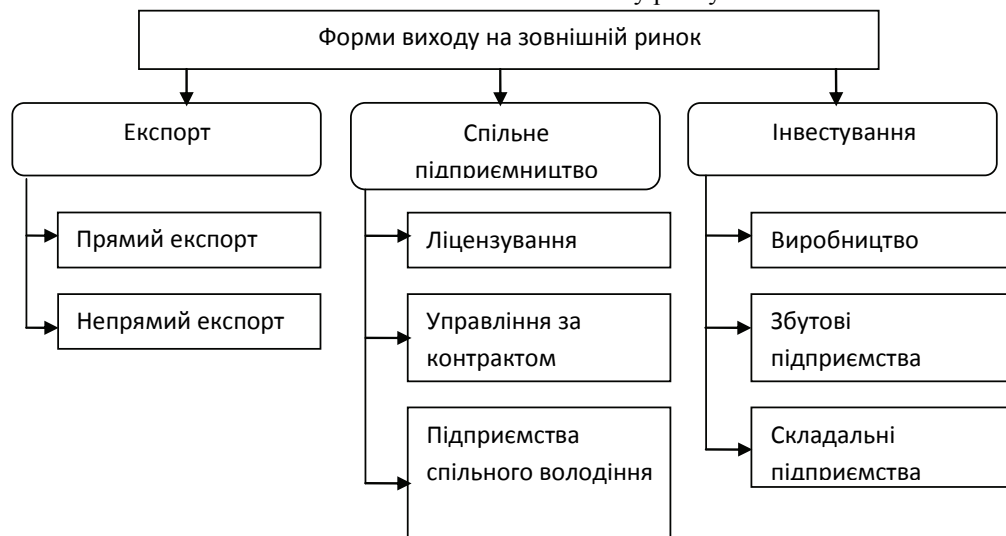 Форми виходу на зовнішній ринок
Експорт
Прямий експорт
Непрямий експорт
Спільне
підприємництво
Ліцензування
Управління за
контрактом
Підприємства
спільного володіння
Інвестування
Виробництво
Збутові
підприємства
Складальні
підприємства